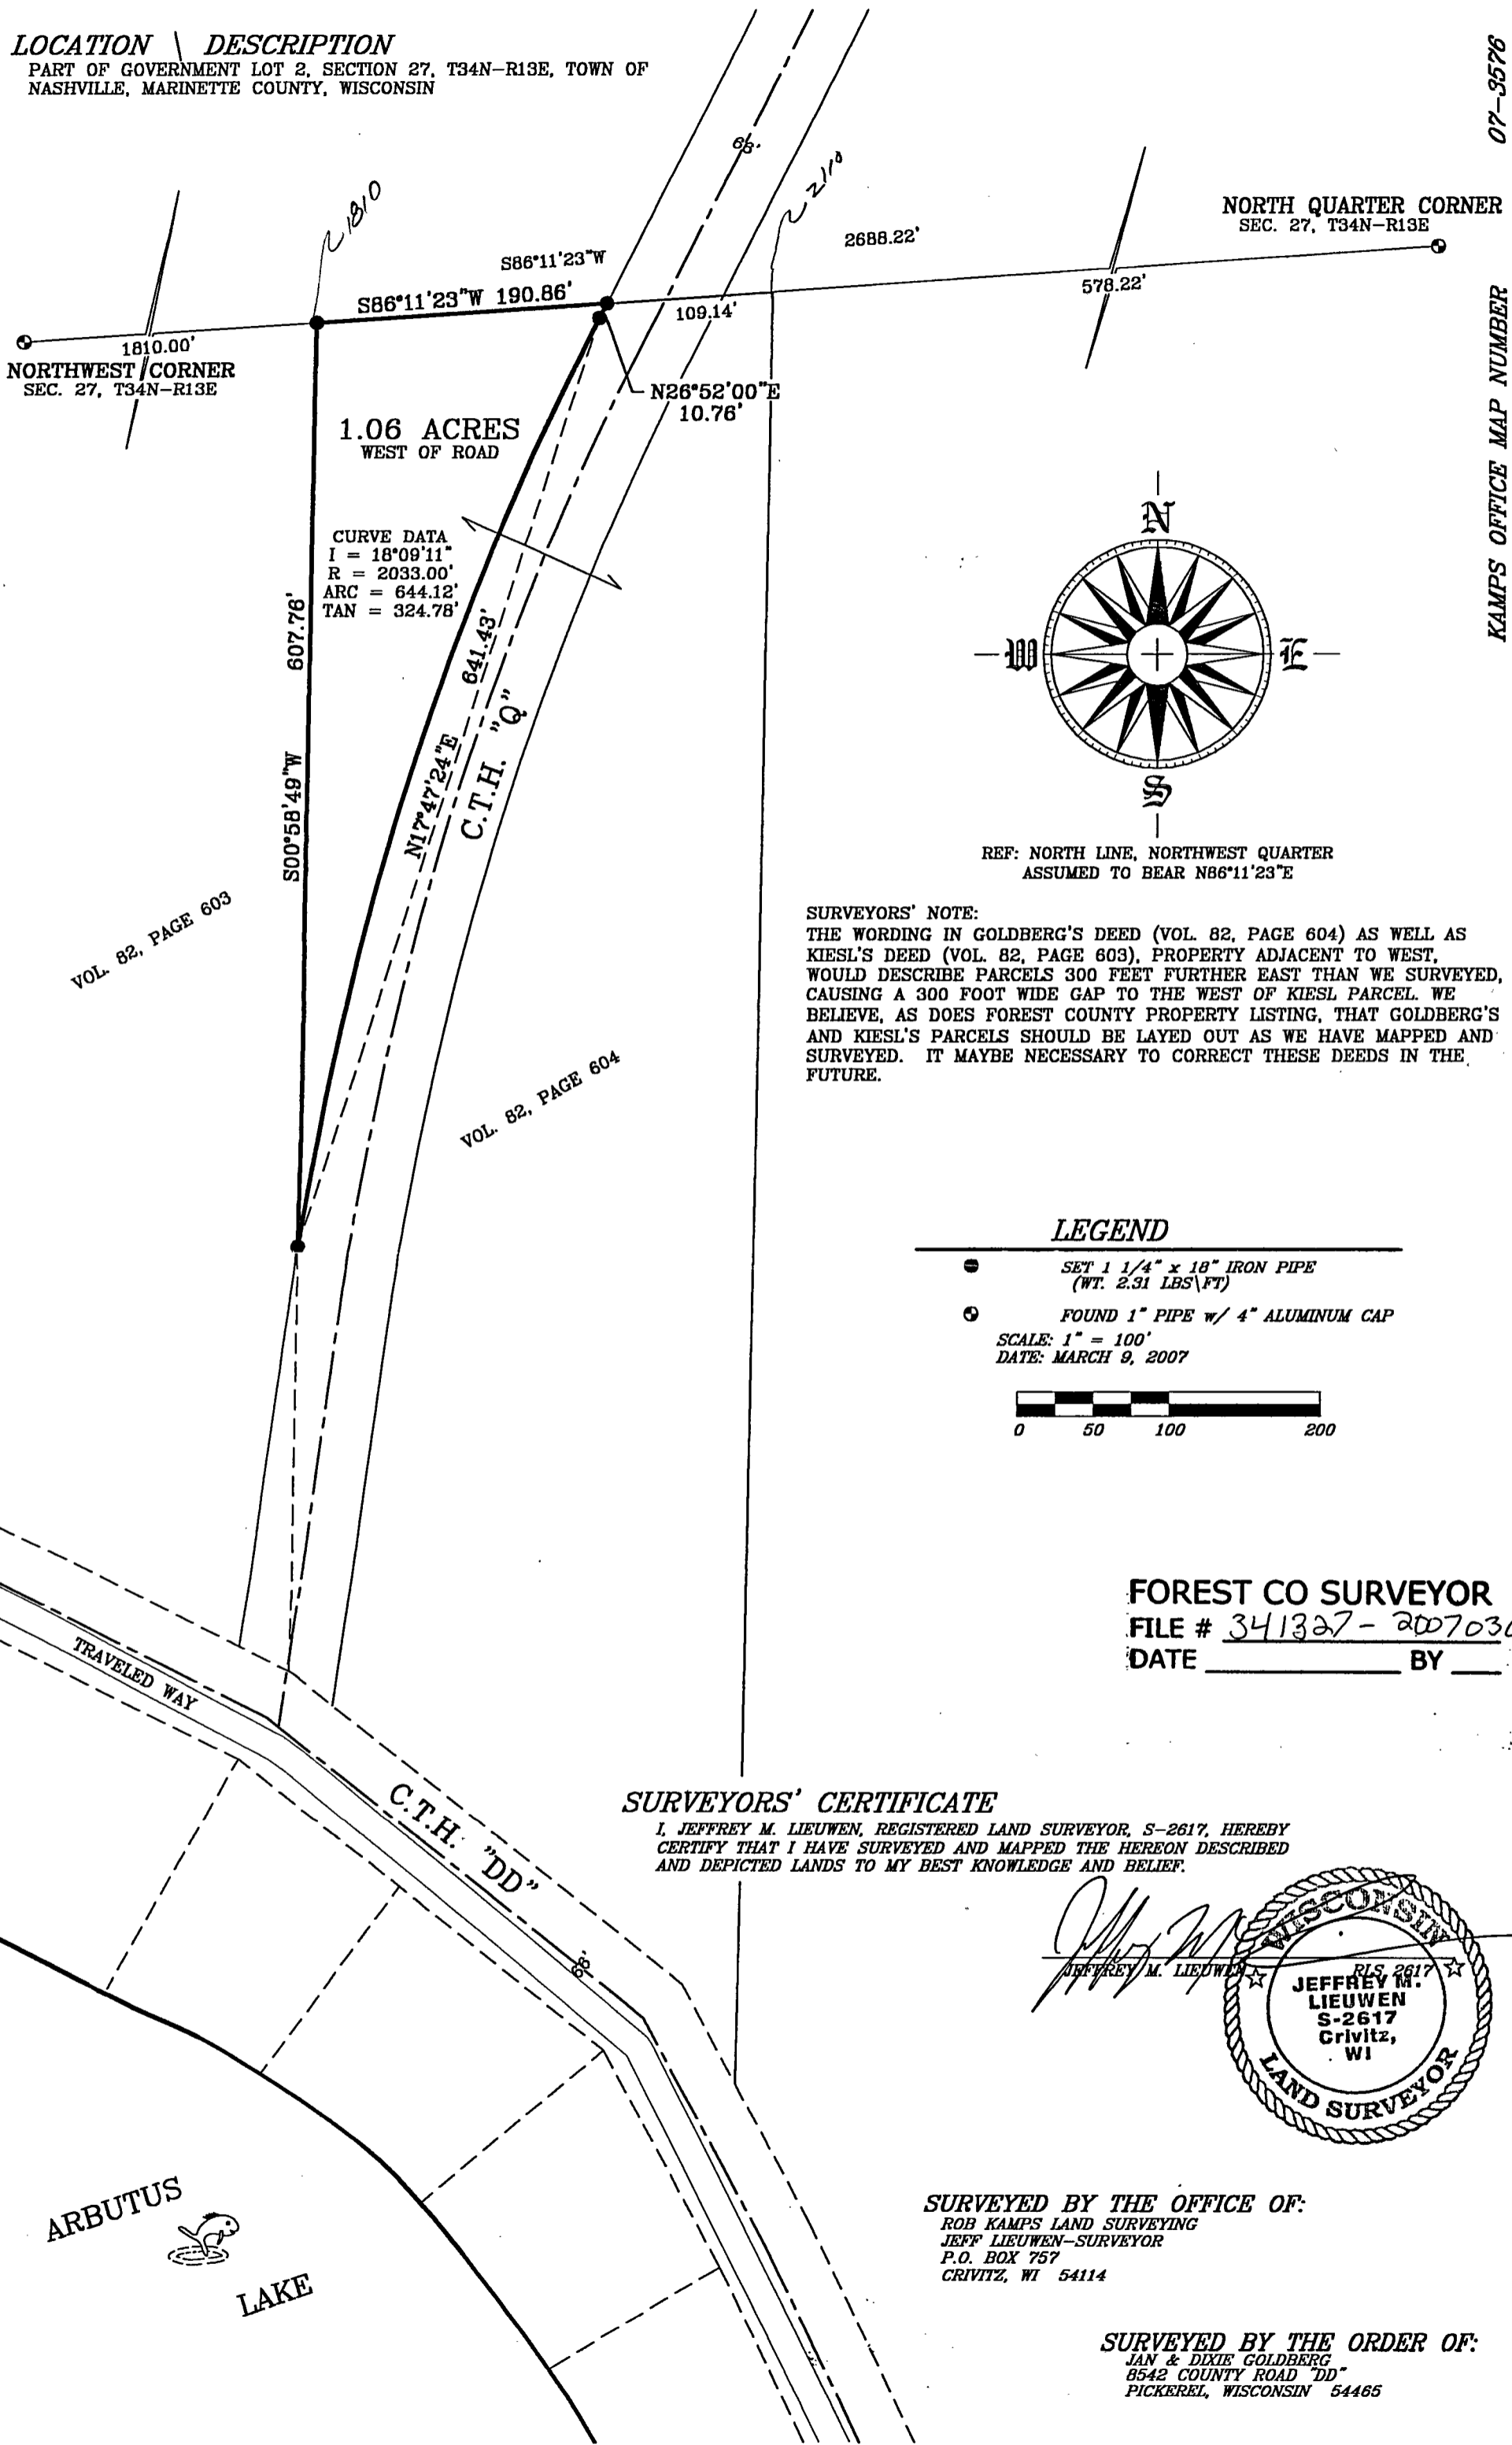 LOCATION \ DESCRIPTION
PART OF GOVERNMENT LOT 2, SECTION 27, T34N-R13E, TOWN OF
NASHVILLE, MARINETTE COUNTY, WISCONSIN
07-3576
KAMPS OFFICE MAP NUMBER
66'
1810
2110
NORTH QUARTER CORNER
SEC. 27, T34N-R13E
2688.22'
S86°11'23"W
S86°11'23"W 190.86'
109.14'
578.22'
1810.00'
NORTHWEST CORNER
SEC. 27, T34N-R13E
N26°52'00"E
10.76'
1.06 ACRES
WEST OF ROAD
CURVE DATA
I = 18°09'11"
R = 2033.00'
ARC = 644.12'
TAN = 324.78'
S00°58'49"W 607.76'
N17°47'24"E 641.43'
C.T.H. "Q"
N
W
E
S
REF: NORTH LINE, NORTHWEST QUARTER
ASSUMED TO BEAR N86°11'23"E
VOL. 82, PAGE 603
VOL. 82, PAGE 604
SURVEYORS' NOTE:
THE WORDING IN GOLDBERG'S DEED (VOL. 82, PAGE 604) AS WELL AS
KIESL'S DEED (VOL. 82, PAGE 603), PROPERTY ADJACENT TO WEST,
WOULD DESCRIBE PARCELS 300 FEET FURTHER EAST THAN WE SURVEYED,
CAUSING A 300 FOOT WIDE GAP TO THE WEST OF KIESL PARCEL. WE
BELIEVE, AS DOES FOREST COUNTY PROPERTY LISTING, THAT GOLDBERG'S
AND KIESL'S PARCELS SHOULD BE LAYED OUT AS WE HAVE MAPPED AND
SURVEYED. IT MAYBE NECESSARY TO CORRECT THESE DEEDS IN THE
FUTURE.
LEGEND
SET 1 1/4" x 18" IRON PIPE
(WT. 2.31 LBS\FT)
FOUND 1" PIPE w/ 4" ALUMINUM CAP
SCALE: 1" = 100'
DATE: MARCH 9, 2007
0 50 100 200
FOREST CO SURVEYOR
FILE # 341327-2007030
DATE BY
TRAVELED WAY
C.T.H. "DD"
66'
SURVEYORS' CERTIFICATE
I, JEFFREY M. LIEUWEN, REGISTERED LAND SURVEYOR, S-2617, HEREBY
CERTIFY THAT I HAVE SURVEYED AND MAPPED THE HEREON DESCRIBED
AND DEPICTED LANDS TO MY BEST KNOWLEDGE AND BELIEF.
JEFFREY M. LIEUWEN RLS 2617
WISCONSIN
JEFFREY M.
LIEUWEN
S-2617
Crivitz,
WI
LAND SURVEYOR
ARBUTUS
LAKE
SURVEYED BY THE OFFICE OF:
ROB KAMPS LAND SURVEYING
JEFF LIEUWEN-SURVEYOR
P.O. BOX 757
CRIVITZ, WI 54114
SURVEYED BY THE ORDER OF:
JAN & DIXIE GOLDBERG
8542 COUNTY ROAD "DD"
PICKEREL, WISCONSIN 54465